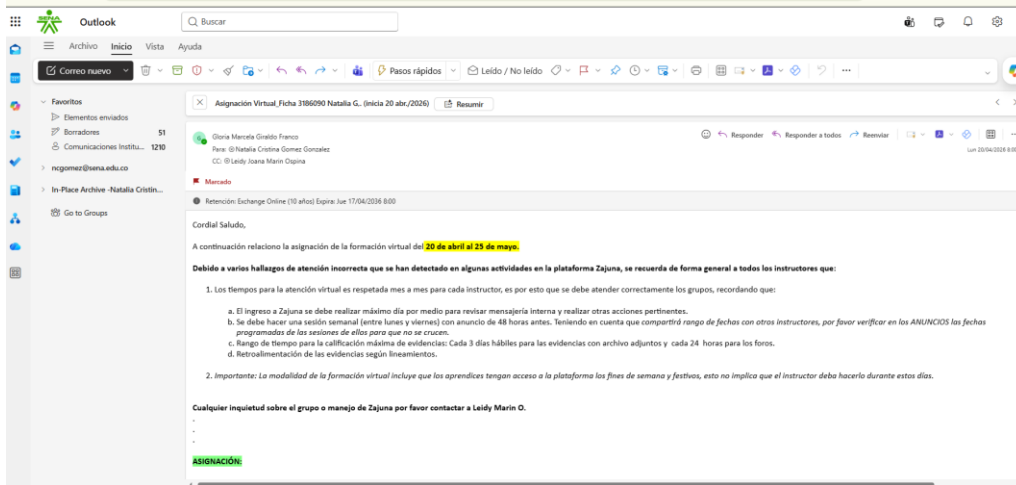 SENA
Outlook
Buscar
Archivo Inicio Vista Ayuda
Correo nuevo
Pasos rápidos
Leído / No leído
Favoritos
Elementos enviados
Borradores 51
Comunicaciones Institu... 1210
ncgomez@sena.edu.co
In-Place Archive -Natalia Cristin...
Go to Groups
Asignación Virtual_Ficha 3186090 Natalia G,. (inicia 20 abr./2026) Resumir
Gloria Marcela Giraldo Franco
Para: Natalia Cristina Gomez Gonzalez
CC: Leidy Joana Marin Ospina
Responder Responder a todos Reenviar
Lun 20/04/2026 8:00
Marcado
Retención: Exchange Online (10 años) Expira: Jue 17/04/2036 8:00
Cordial Saludo,
A continuación relaciono la asignación de la formación virtual del 20 de abril al 25 de mayo.
Debido a varios hallazgos de atención incorrecta que se han detectado en algunas actividades en la plataforma Zajuna, se recuerda de forma general a todos los instructores que:
1. Los tiempos para la atención virtual es respetada mes a mes para cada instructor, es por esto que se debe atender correctamente los grupos, recordando que:
a. El ingreso a Zajuna se debe realizar máximo día por medio para revisar mensajería interna y realizar otras acciones pertinentes.
b. Se debe hacer una sesión semanal (entre lunes y viernes) con anuncio de 48 horas antes. Teniendo en cuenta que compartirá rango de fechas con otros instructores, por favor verificar en los ANUNCIOS las fechas
programadas de las sesiones de ellos para que no se crucen.
c. Rango de tiempo para la calificación máxima de evidencias: Cada 3 días hábiles para las evidencias con archivo adjuntos y cada 24 horas para los foros.
d. Retroalimentación de las evidencias según lineamientos.
2. Importante: La modalidad de la formación virtual incluye que los aprendices tengan acceso a la plataforma los fines de semana y festivos, esto no implica que el instructor deba hacerlo durante estos días.
Cualquier inquietud sobre el grupo o manejo de Zajuna por favor contactar a Leidy Marin O.
.
.
.
ASIGNACIÓN: